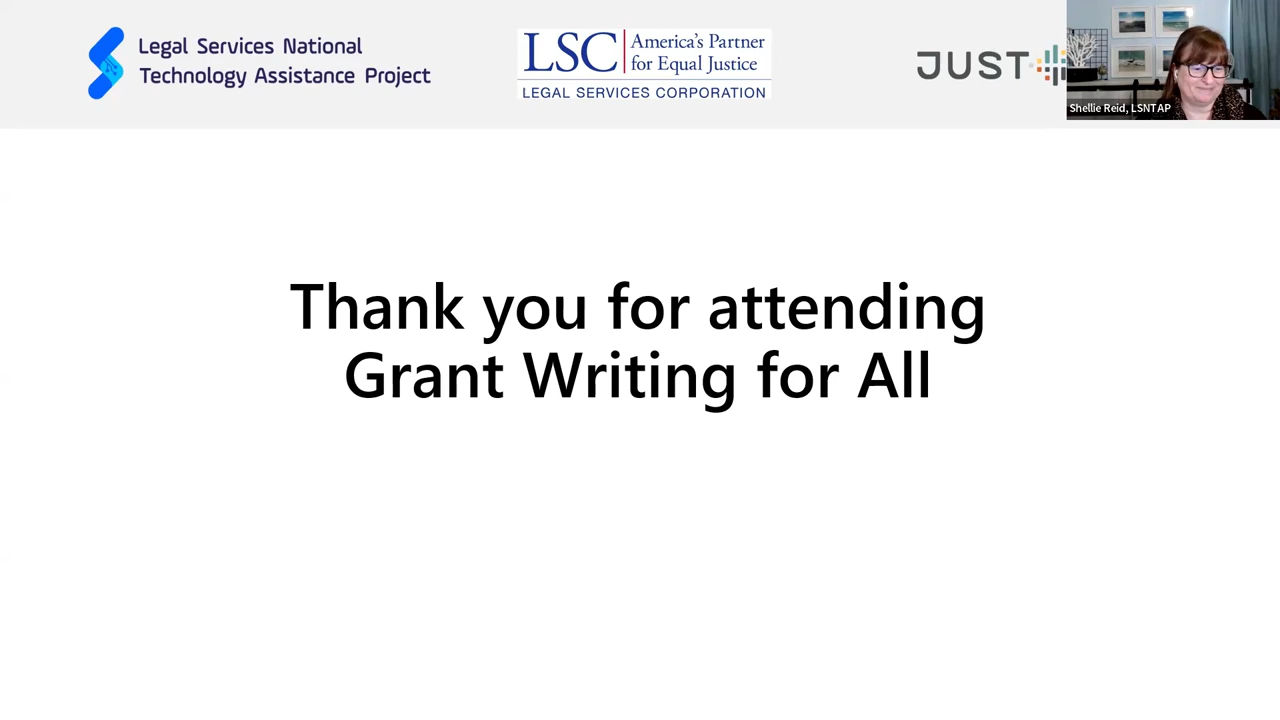 Legal Services National
Technology Assistance Project
LSC
America's Partner
for Equal Justice
LEGAL SERVICES CORPORATION
JUST
Shellie Reid, LSNTAP
Thank you for attending
Grant Writing for All